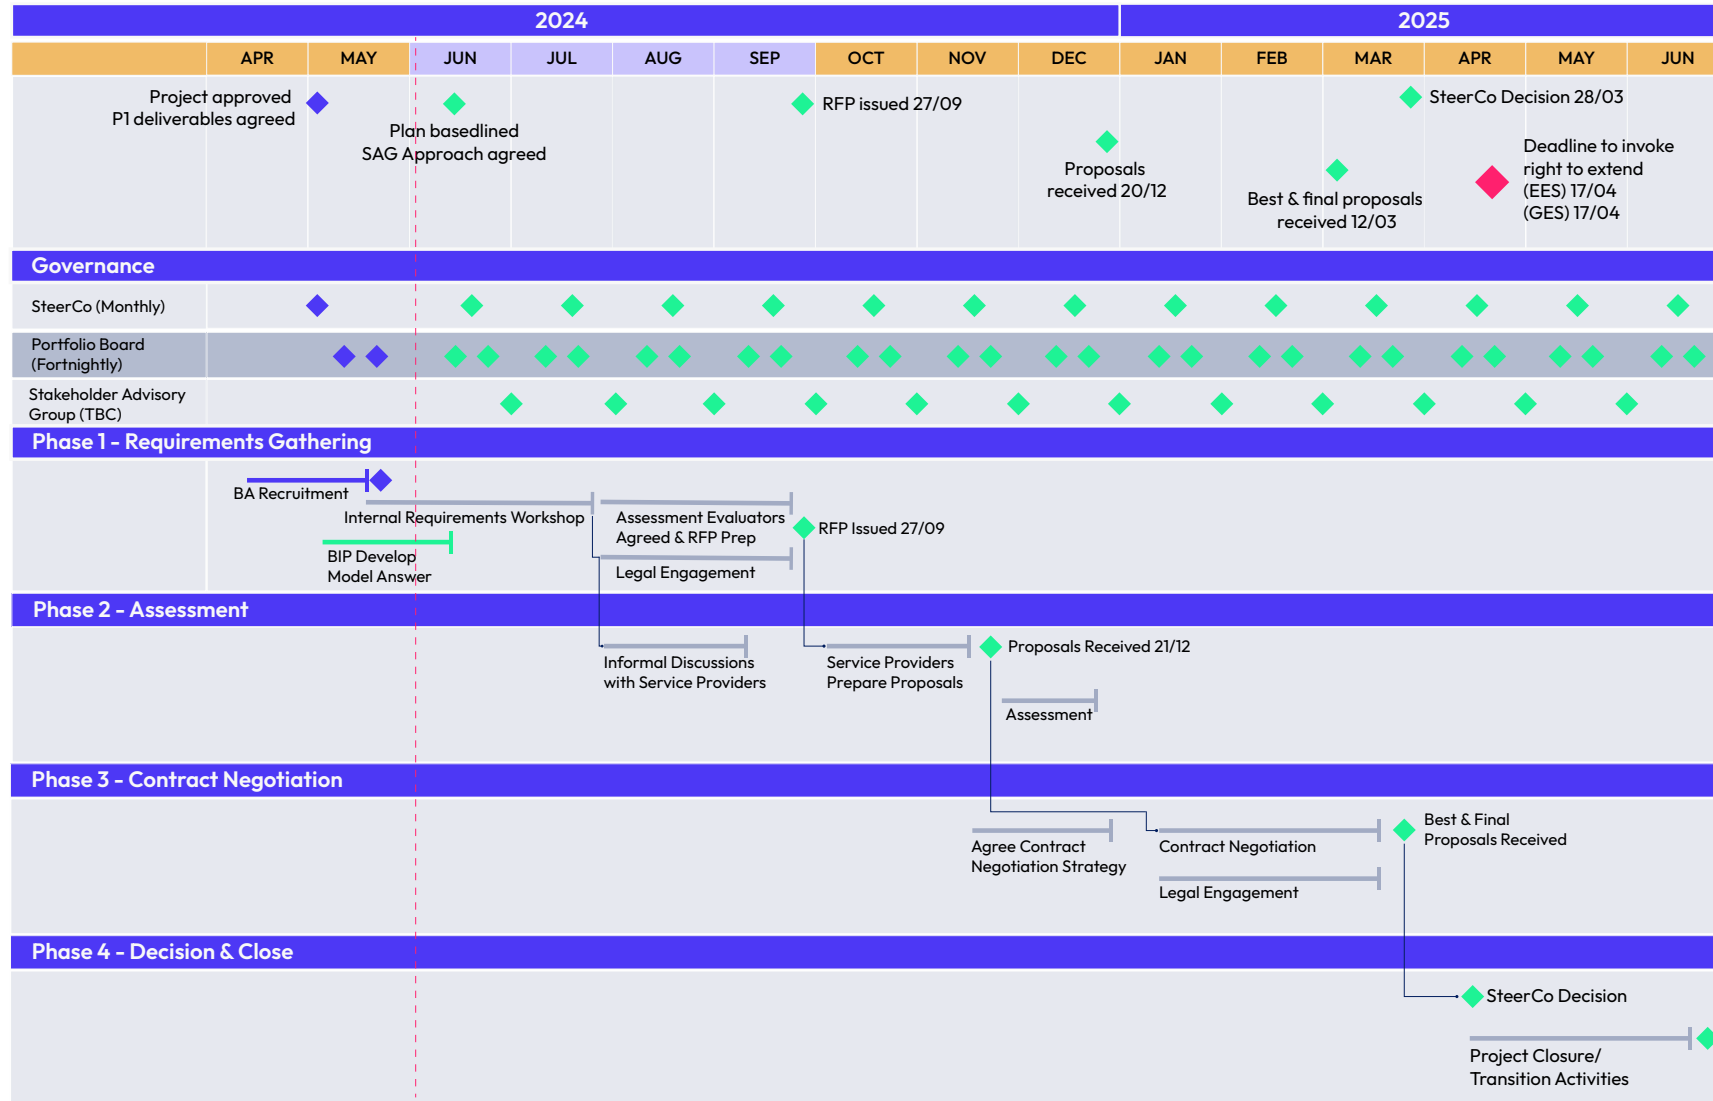 2024
2025
APR
MAY
JUN
JUL
AUG
SEP
OCT
NOV
DEC
JAN
FEB
MAR
APR
MAY
JUN
Project approved
P1 deliverables agreed
Plan basedlined
SAG Approach agreed
RFP issued 27/09
Proposals
received 20/12
Best & final proposals
received 12/03
SteerCo Decision 28/03
Deadline to invoke
right to extend
(EES) 17/04
(GES) 17/04
Governance
SteerCo (Monthly)
Portfolio Board
(Fortnightly)
Stakeholder Advisory
Group (TBC)
Phase 1 - Requirements Gathering
BA Recruitment
Internal Requirements Workshop
BIP Develop
Model Answer
Assessment Evaluators
Agreed & RFP Prep
RFP Issued 27/09
Legal Engagement
Phase 2 - Assessment
Informal Discussions
with Service Providers
Service Providers
Prepare Proposals
Proposals Received 21/12
Assessment
Phase 3 - Contract Negotiation
Agree Contract
Negotiation Strategy
Contract Negotiation
Best & Final
Proposals Received
Legal Engagement
Phase 4 - Decision & Close
SteerCo Decision
Project Closure/
Transition Activities